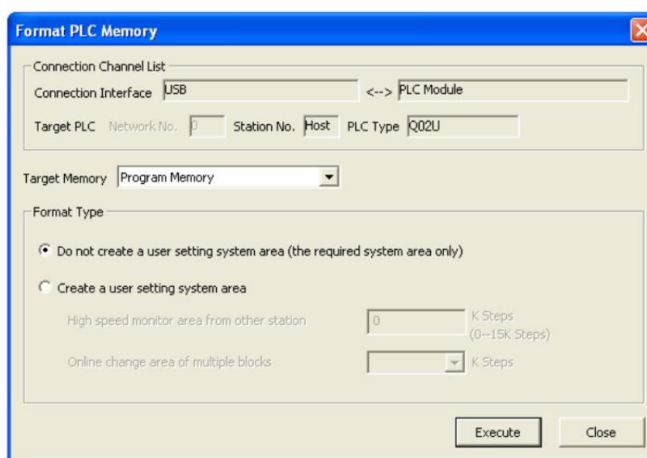 Format PLC Memory
Connection Channel List
Connection Interface USB <--> PLC Module
Target PLC Network No. 0 Station No. Host PLC Type Q02U
Target Memory Program Memory
Format Type
Do not create a user setting system area (the required system area only)
Create a user setting system area
High speed monitor area from other station 0 K Steps
(0--15K Steps)
Online change area of multiple blocks K Steps
Execute Close